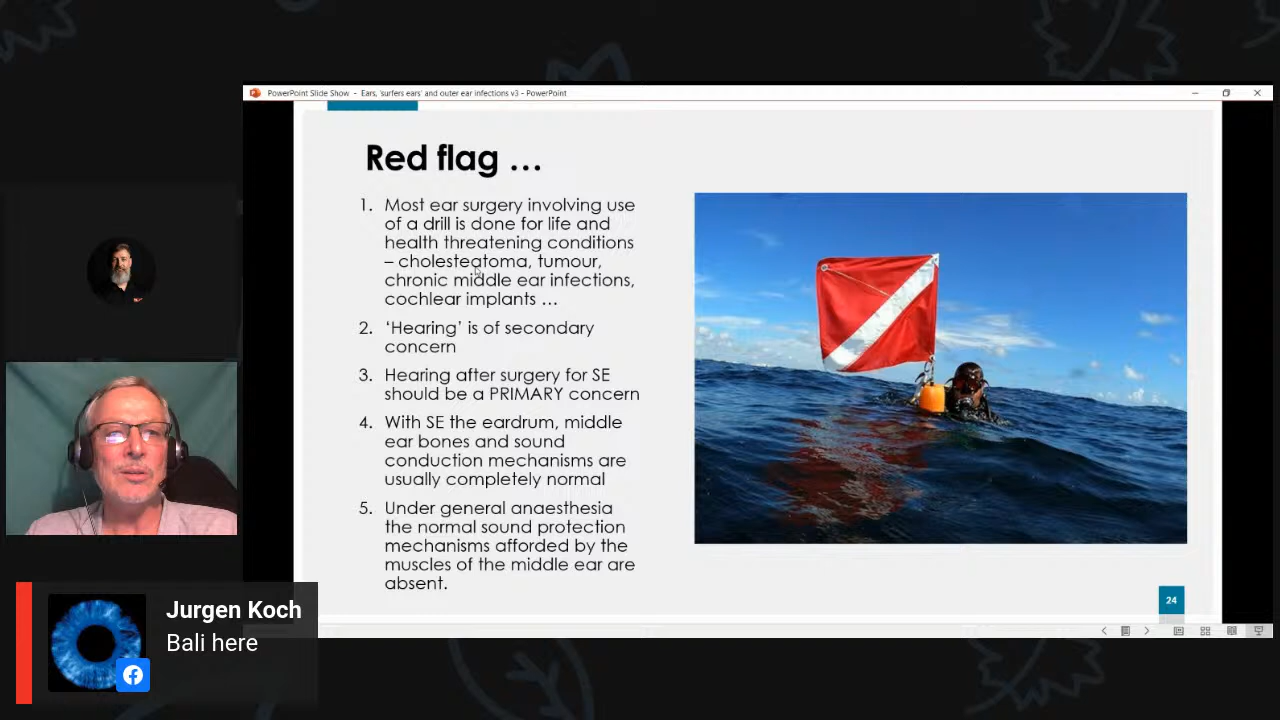 PowerPoint Slide Show - Ears, 'surfers ears' and outer ear infections v3 - PowerPoint
Red flag …
1. Most ear surgery involving use
of a drill is done for life and
health threatening conditions
– cholesteatoma, tumour,
chronic middle ear infections,
cochlear implants …
2. ‘Hearing’ is of secondary
concern
3. Hearing after surgery for SE
should be a PRIMARY concern
4. With SE the eardrum, middle
ear bones and sound
conduction mechanisms are
usually completely normal
5. Under general anaesthesia
the normal sound protection
mechanisms afforded by the
muscles of the middle ear are
absent.
24
Jurgen Koch
Bali here